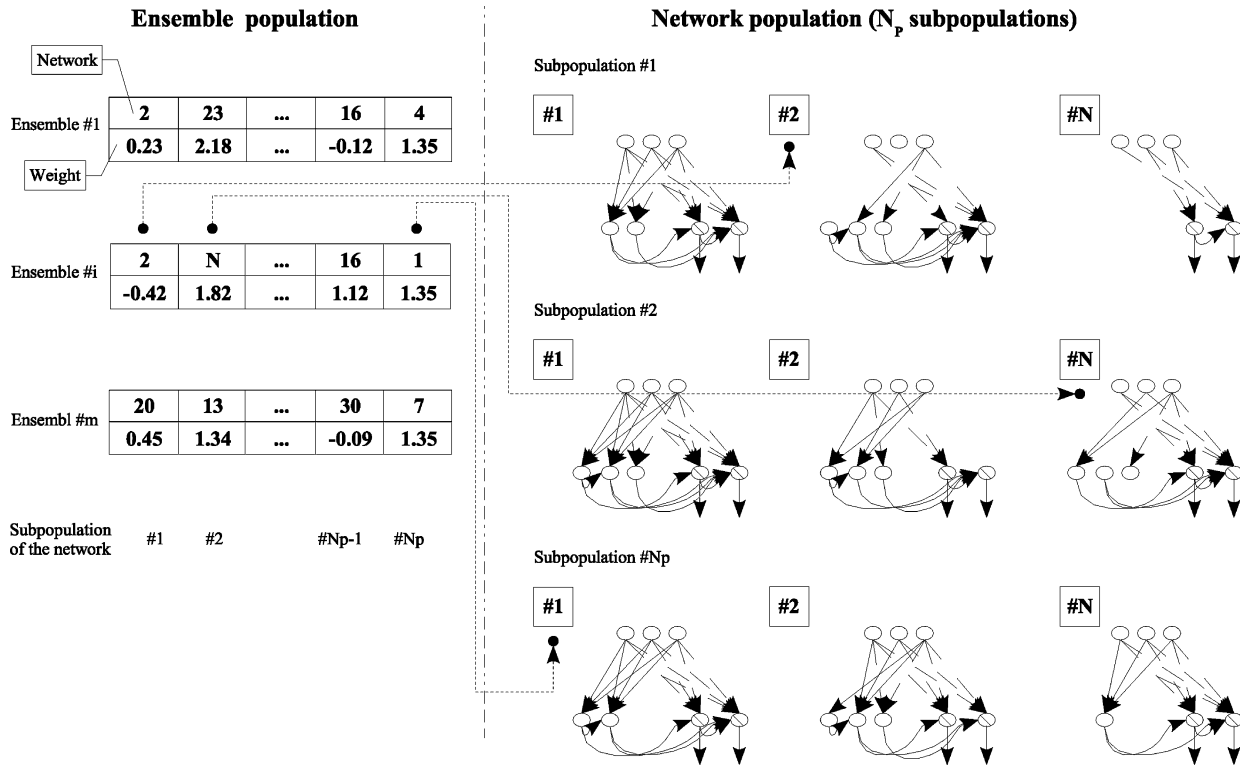 Ensemble population
Network population (NP subpopulations)
Network
Subpopulation #1
Ensemble #1
2 23 ... 16 4
0.23 2.18 ... -0.12 1.35
Weight
#1 #2 #N
Ensemble #i
2 N ... 16 1
-0.42 1.82 ... 1.12 1.35
Subpopulation #2
#1 #2 #N
Ensembl #m
20 13 ... 30 7
0.45 1.34 ... -0.09 1.35
Subpopulation
of the network
#1 #2 #Np-1 #Np
Subpopulation #Np
#1 #2 #N